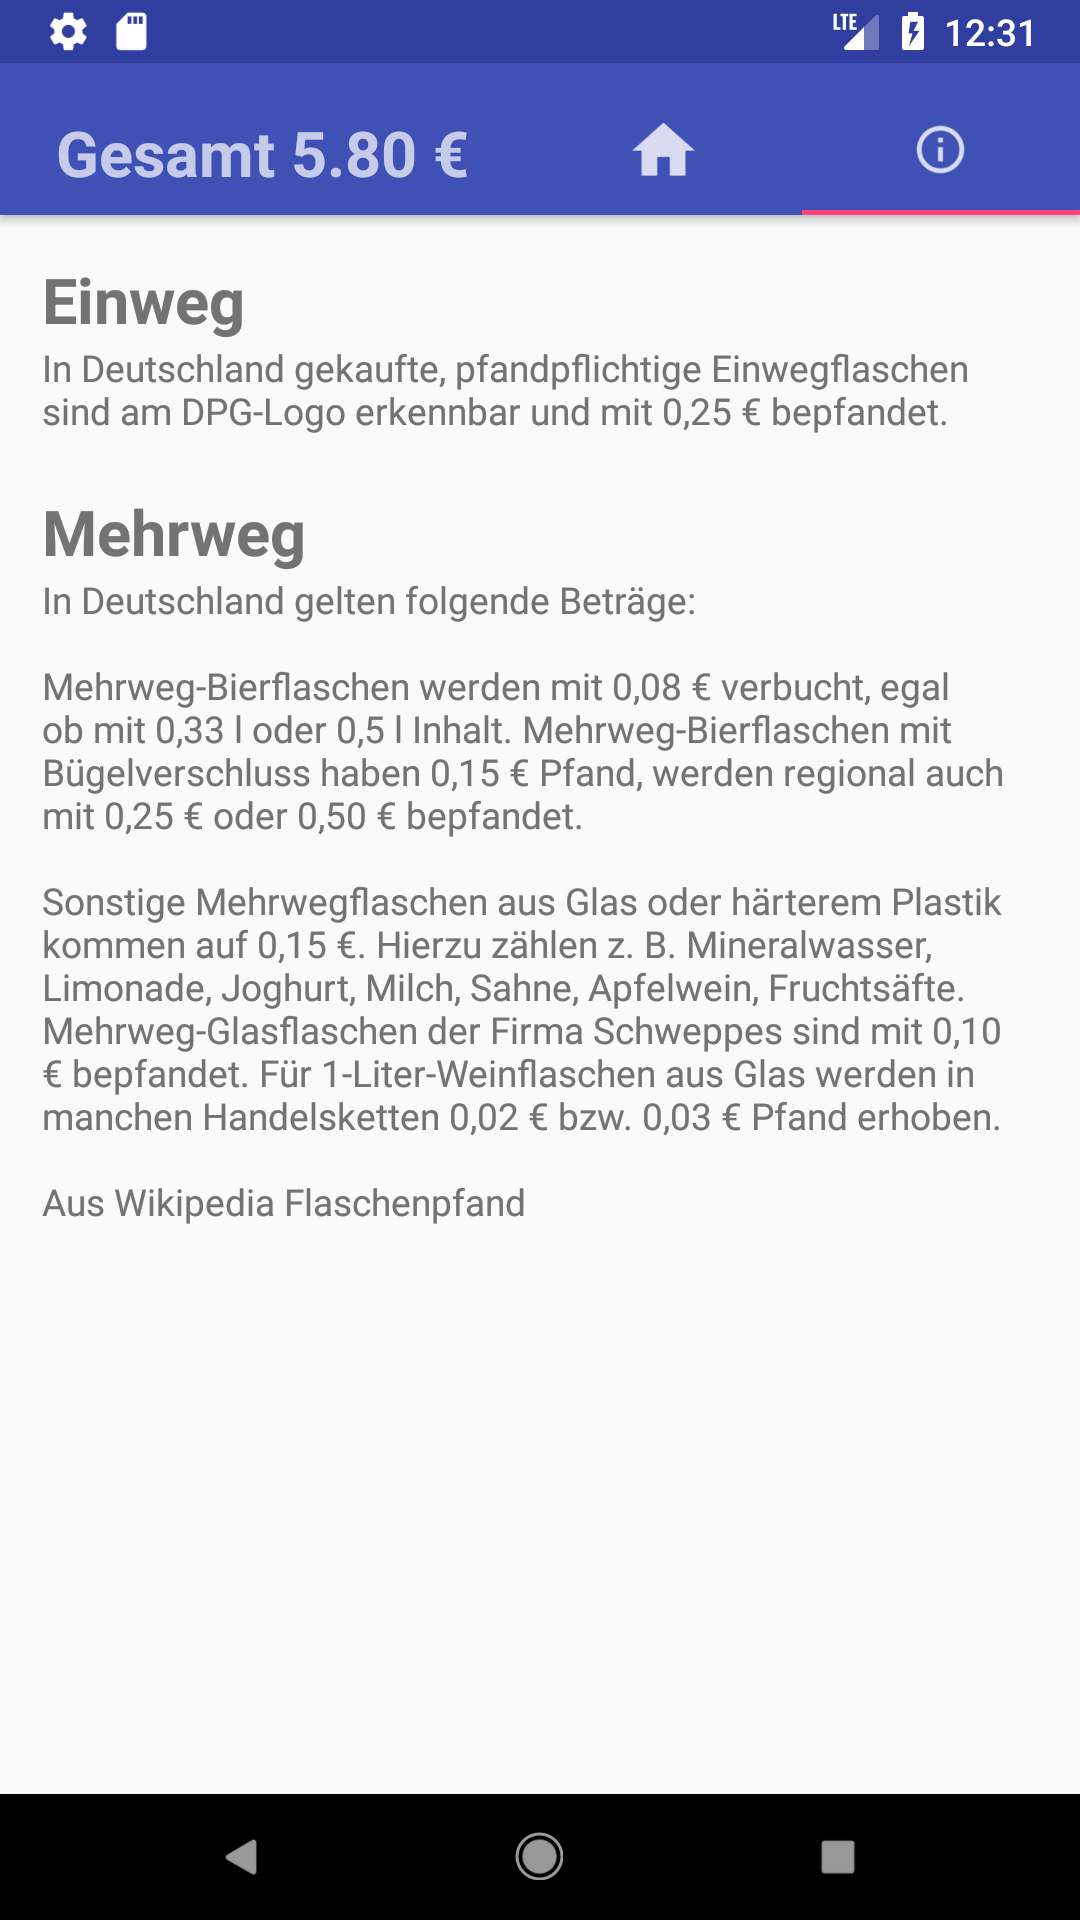 LTE 12:31
Gesamt 5.80 €
Einweg
In Deutschland gekaufte, pfandpflichtige Einwegflaschen
sind am DPG-Logo erkennbar und mit 0,25 € bepfandet.
Mehrweg
In Deutschland gelten folgende Beträge:
Mehrweg-Bierflaschen werden mit 0,08 € verbucht, egal
ob mit 0,33 l oder 0,5 l Inhalt. Mehrweg-Bierflaschen mit
Bügelverschluss haben 0,15 € Pfand, werden regional auch
mit 0,25 € oder 0,50 € bepfandet.
Sonstige Mehrwegflaschen aus Glas oder härterem Plastik
kommen auf 0,15 €. Hierzu zählen z. B. Mineralwasser,
Limonade, Joghurt, Milch, Sahne, Apfelwein, Fruchtsäfte.
Mehrweg-Glasflaschen der Firma Schweppes sind mit 0,10
€ bepfandet. Für 1-Liter-Weinflaschen aus Glas werden in
manchen Handelsketten 0,02 € bzw. 0,03 € Pfand erhoben.
Aus Wikipedia Flaschenpfand